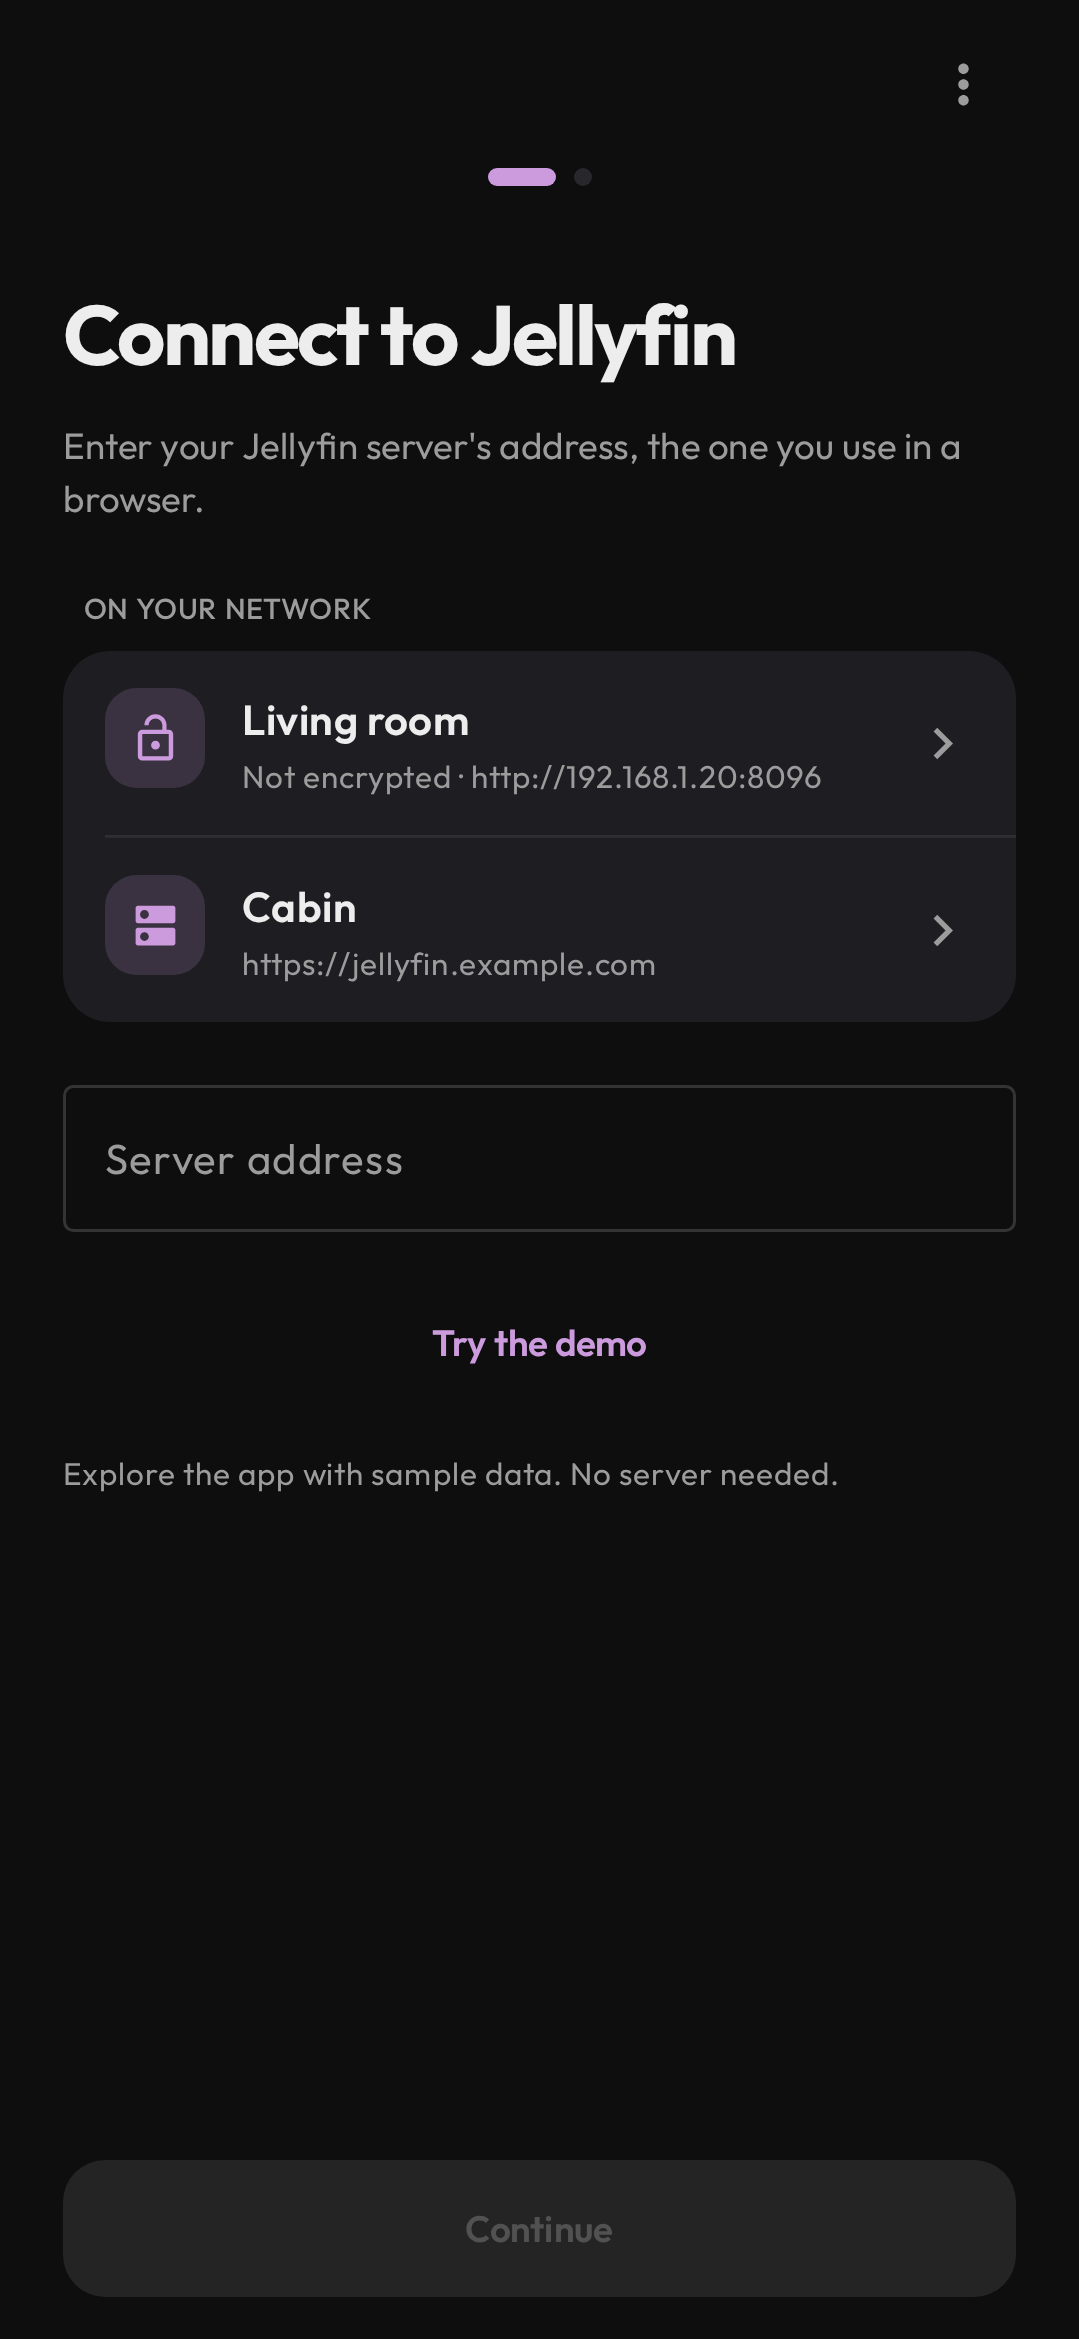 Connect to Jellyfin
Enter your Jellyfin server's address, the one you use in a
browser.
ON YOUR NETWORK
Living room
Not encrypted · http://192.168.1.20:8096
Cabin
https://jellyfin.example.com
Server address
Try the demo
Explore the app with sample data. No server needed.
Continue